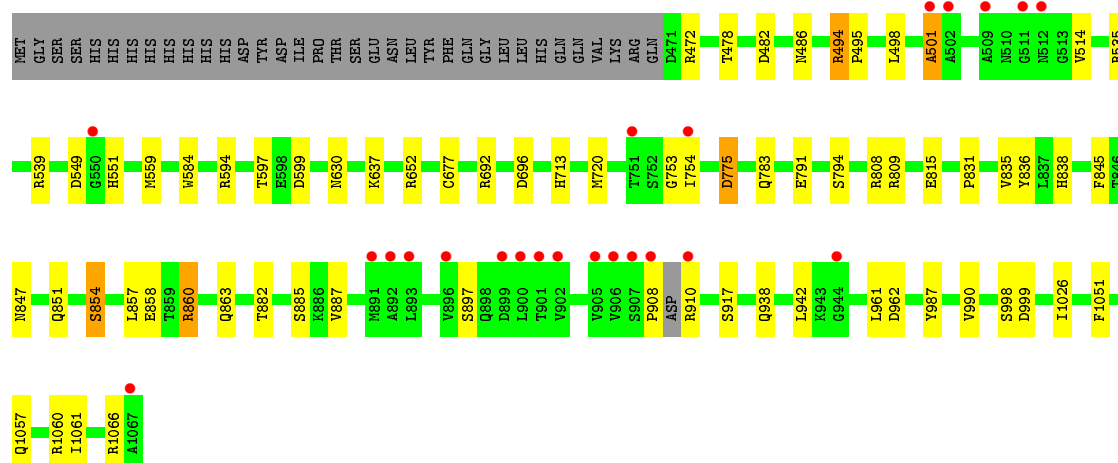 MET GLY SER SER HIS HIS HIS HIS HIS HIS HIS HIS HIS HIS ASP TYR ASP ILE PRO THR SER GLU ASN LEU TYR PHE GLN GLY LEU LEU HIS GLN GLN VAL LYS ARG GLN D471 R472 T478 D482 N486 R494 P495 L498 A501 A502 A509 N510 G511 N512 G513 V514
R539 D549 G550 H551 M559 W584 R594 T597 E598 D599 N630 K637 R652 C677 R692 D696 H713 M720 T751 S752 G753 I754 D775 Q783 E791 S794 R808 R809 E815 P831 V835 Y836 L837 H838 F845
N847 Q851 S854 L857 E858 T859 R860 Q863 T882 S885 K886 V887 M891 A892 L893 V896 S897 Q898 D899 L900 T901 V902 V905 V906 S907 P908 ASP R910 S917 Q938 L942 K943 G944 L961 D962 Y987 V990 S998 D999 I1026 F1051
Q1057 R1060 I1061 R1066 A1067